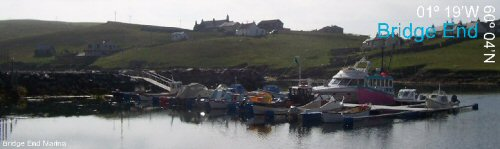 01° 19'W
Bridge End
60° 04'N
Bridge End Marina